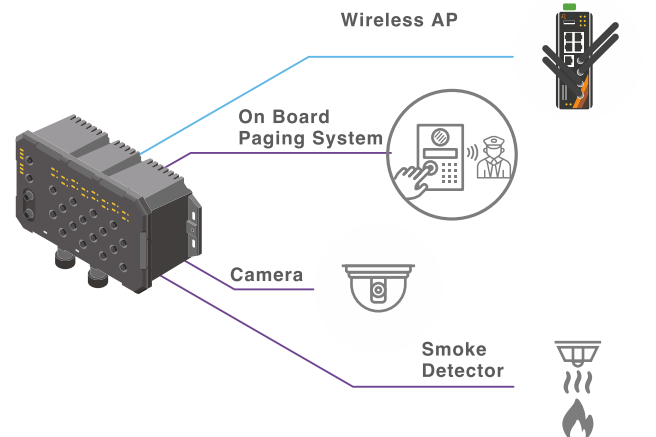 Wireless AP
On Board
Paging System
Camera
Smoke
Detector